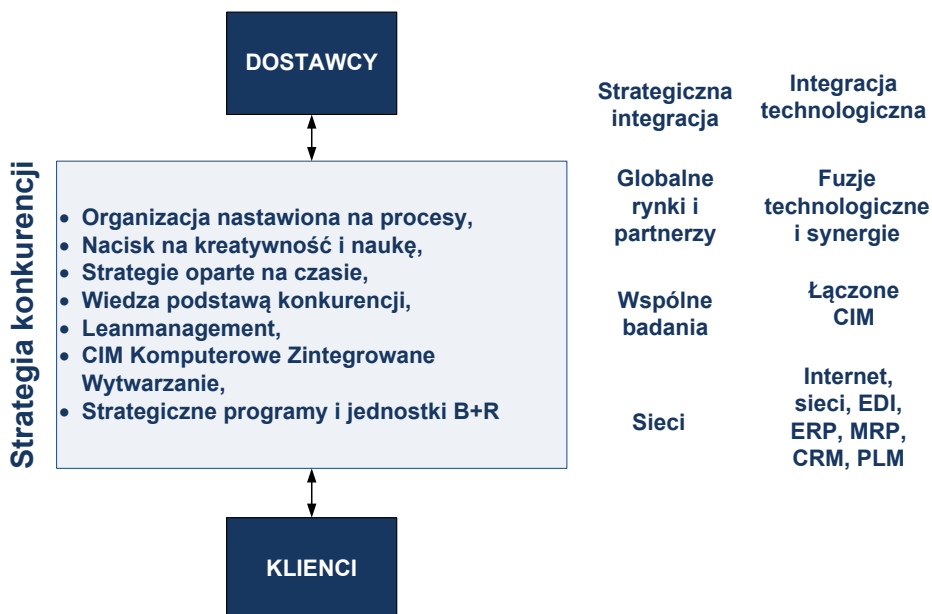 DOSTAWCY
Strategia konkurencji
• Organizacja nastawiona na procesy,
• Nacisk na kreatywność i naukę,
• Strategie oparte na czasie,
• Wiedza podstawą konkurencji,
• Leanmanagement,
• CIM Komputerowe Zintegrowane
Wytwarzanie,
• Strategiczne programy i jednostki B+R
KLIENCI
Strategiczna
integracja
Globalne
rynki i
partnerzy
Wspólne
badania
Sieci
Integracja
technologiczna
Fuzje
technologiczne
i synergie
Łączone
CIM
Internet,
sieci, EDI,
ERP, MRP,
CRM, PLM